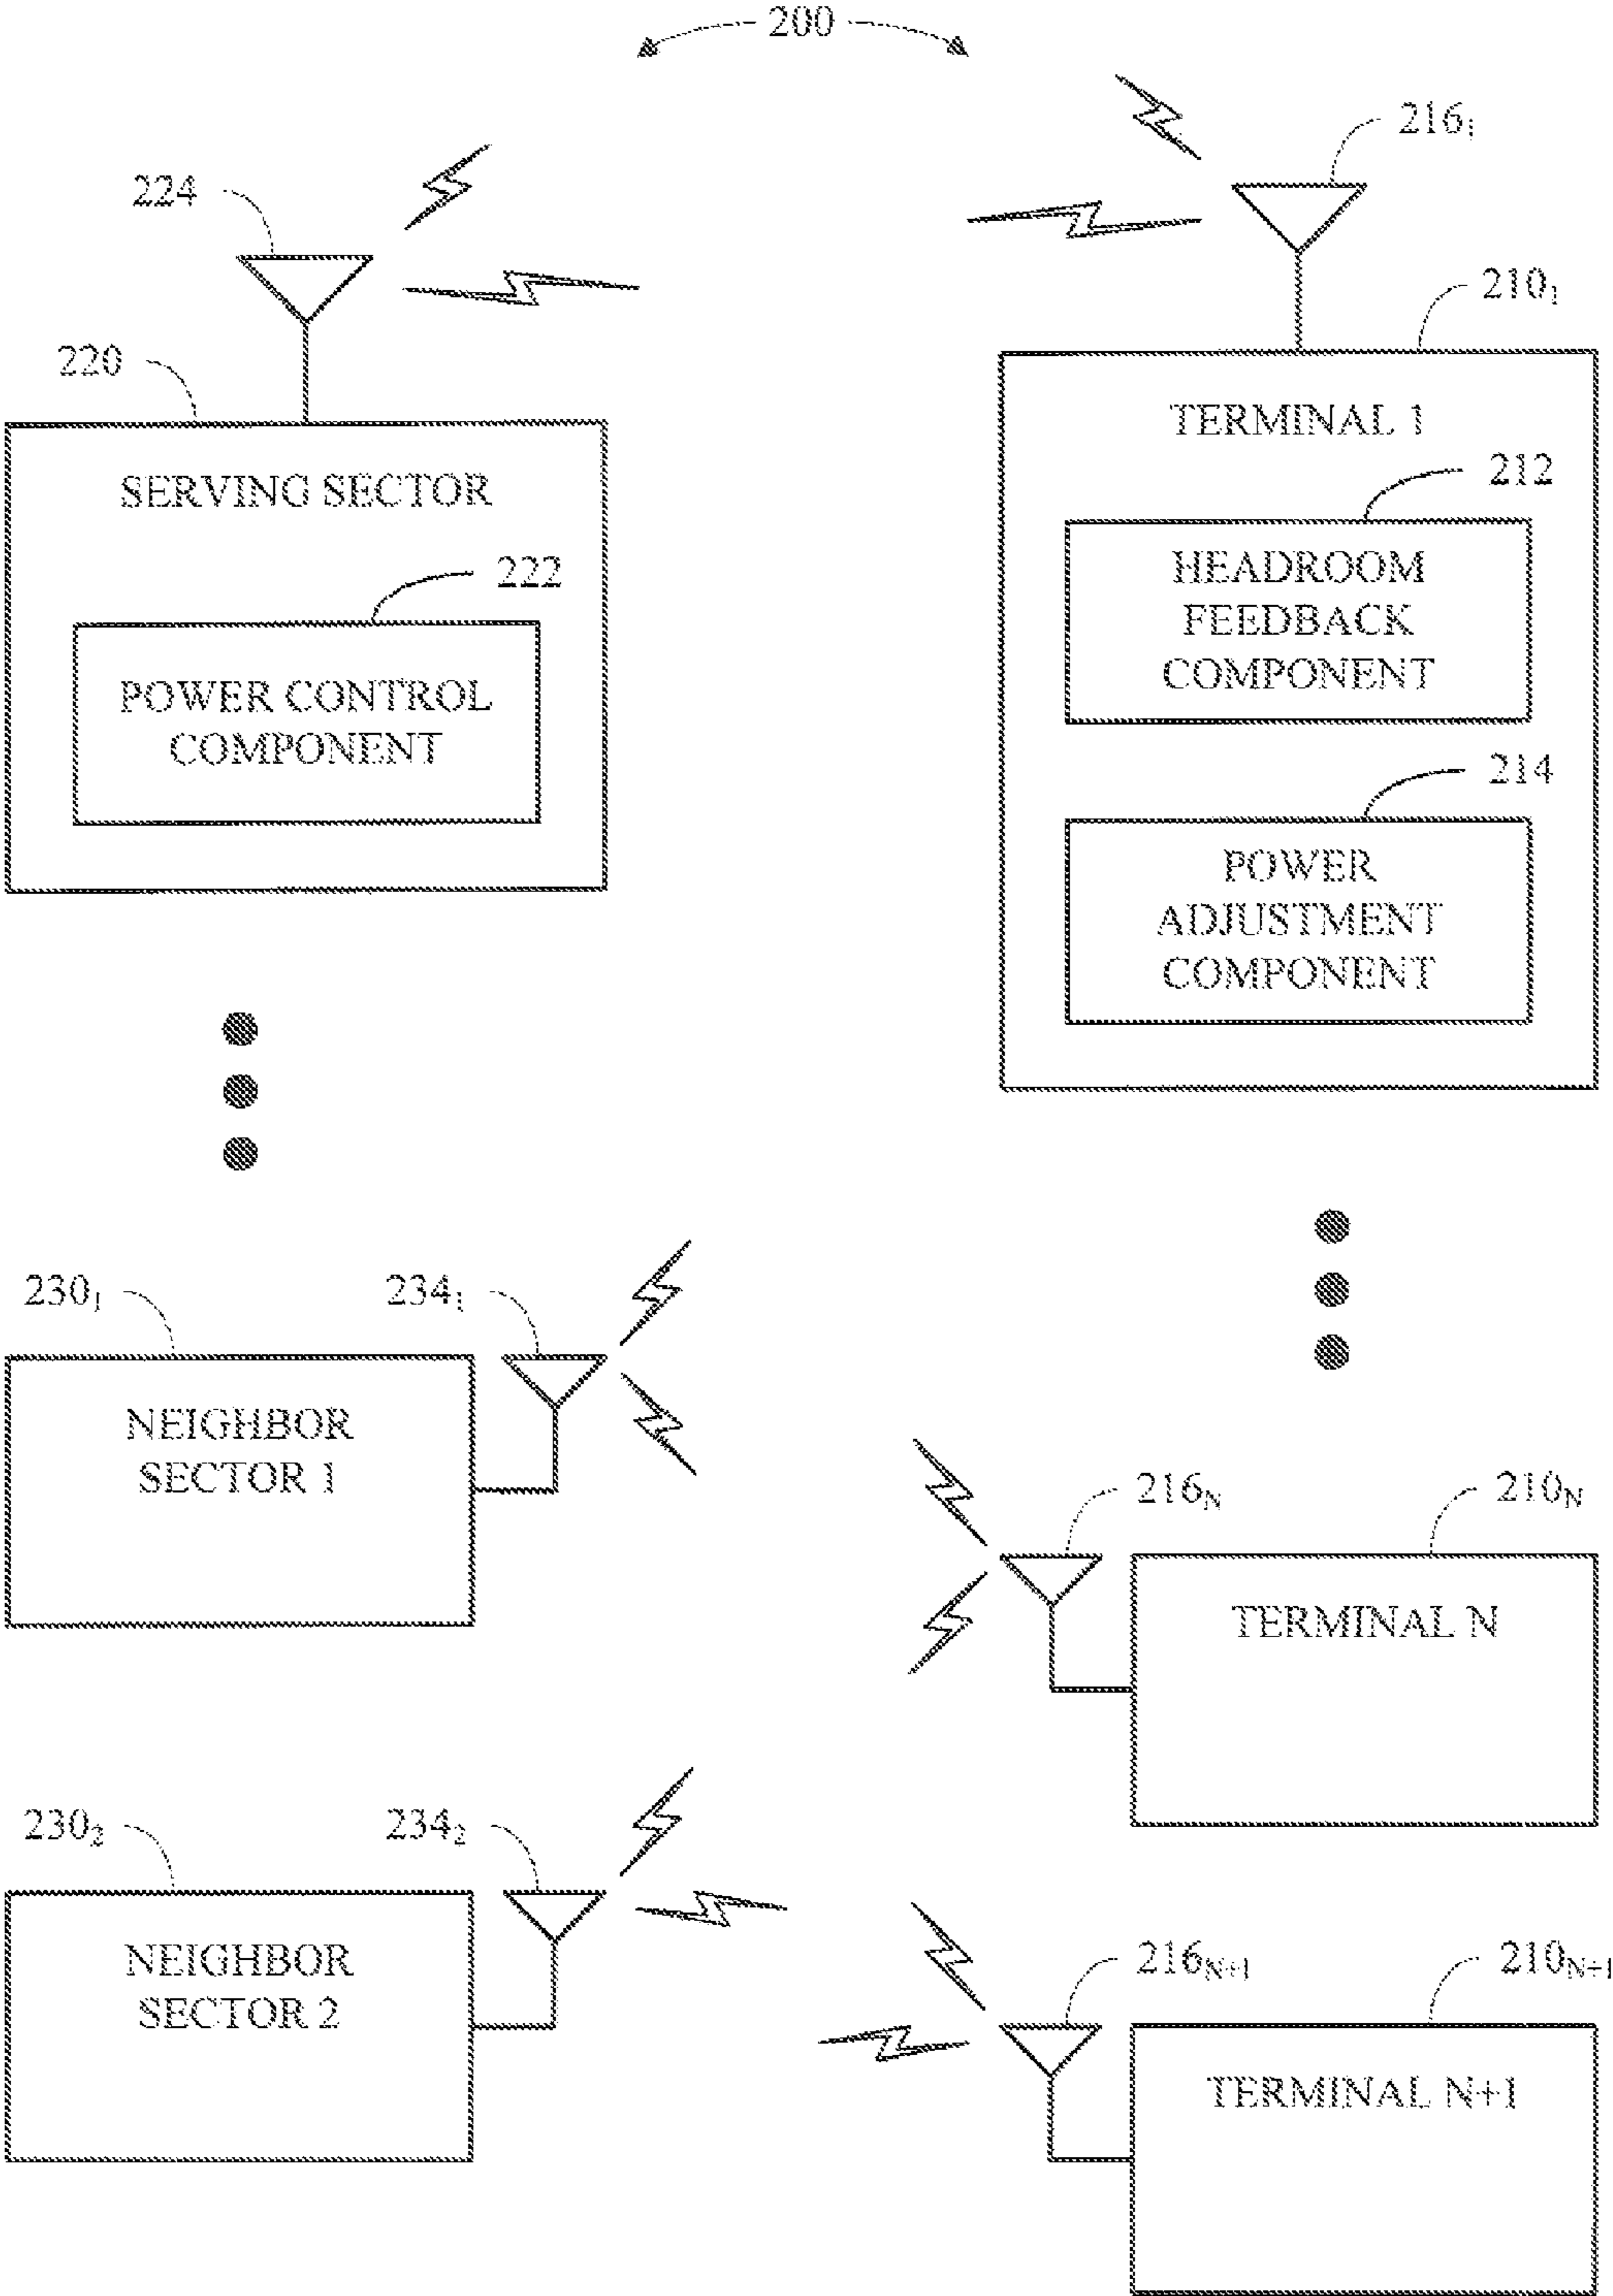 200
224
220
SERVING SECTOR
222
POWER CONTROL
COMPONENT
216₁
210₁
TERMINAL 1
212
HEADROOM
FEEDBACK
COMPONENT
214
POWER
ADJUSTMENT
COMPONENT
230₁
234₁
NEIGHBOR
SECTOR 1
216N
210N
TERMINAL N
230₂
234₂
NEIGHBOR
SECTOR 2
216N+1
210N+1
TERMINAL N+1